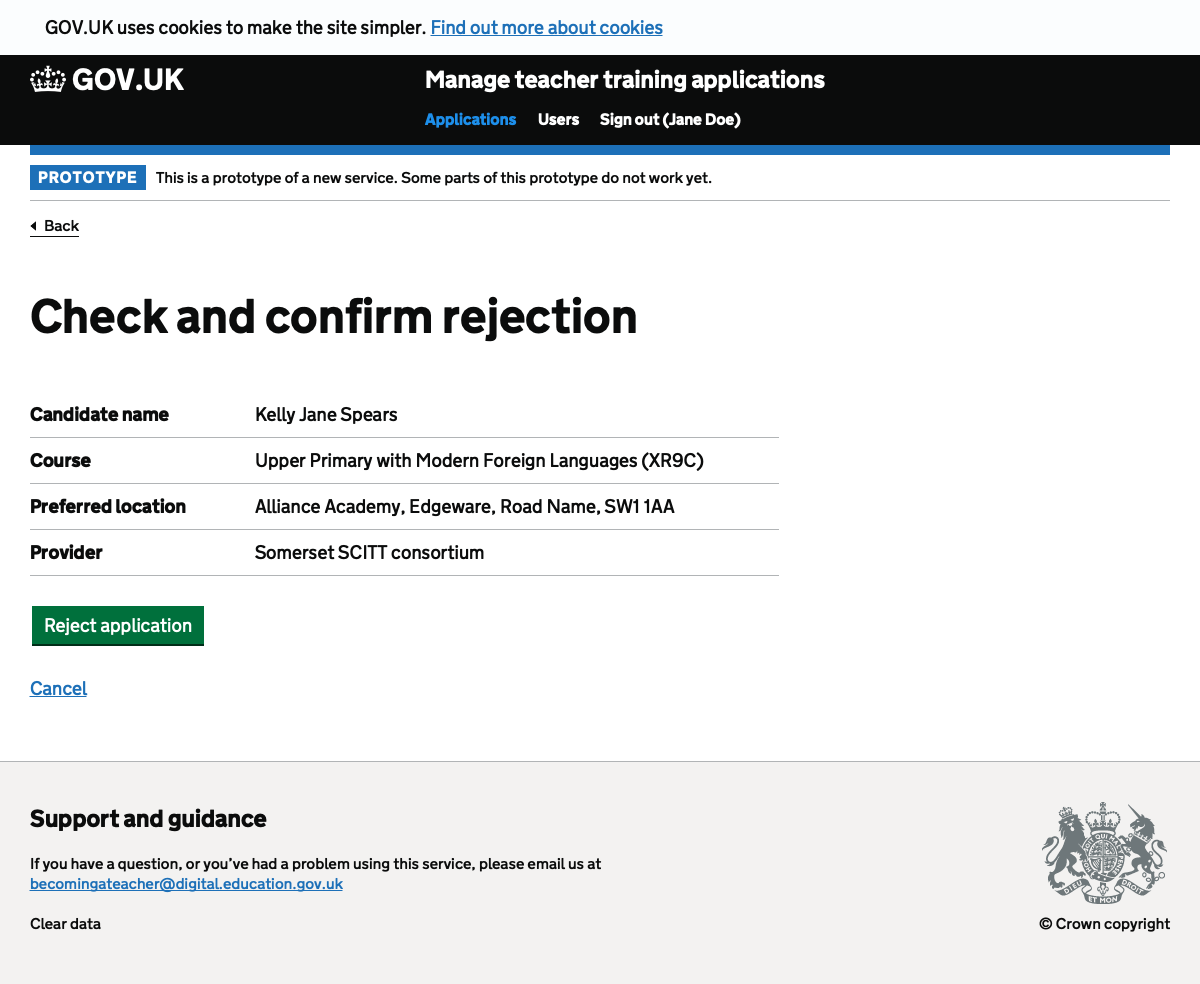 GOV.UK uses cookies to make the site simpler. Find out more about cookies
GOV.UK
Manage teacher training applications
Applications Users Sign out (Jane Doe)
PROTOTYPE This is a prototype of a new service. Some parts of this prototype do not work yet.
Back
Check and confirm rejection
Candidate name Kelly Jane Spears
Course Upper Primary with Modern Foreign Languages (XR9C)
Preferred location Alliance Academy, Edgeware, Road Name, SW1 1AA
Provider Somerset SCITT consortium
Reject application
Cancel
Support and guidance
If you have a question, or you’ve had a problem using this service, please email us at
becomingateacher@digital.education.gov.uk
Clear data
DIEU ET MON DROIT
© Crown copyright